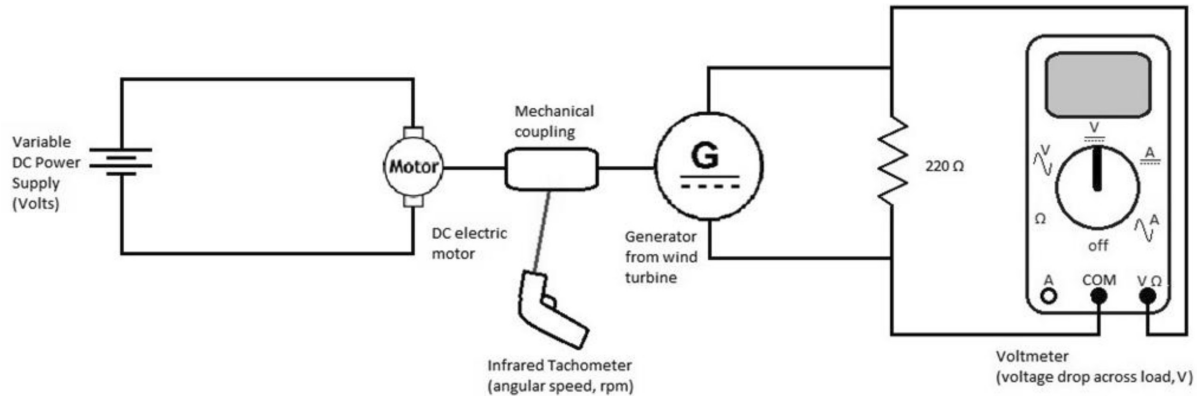 Variable
DC Power
Supply
(Volts)
Motor
DC electric
motor
Mechanical
coupling
Infrared Tachometer
(angular speed, rpm)
G
Generator
from wind
turbine
220 Ω
V
V
A
Ω
A
off
A
COM
V Ω
Voltmeter
(voltage drop across load, V)